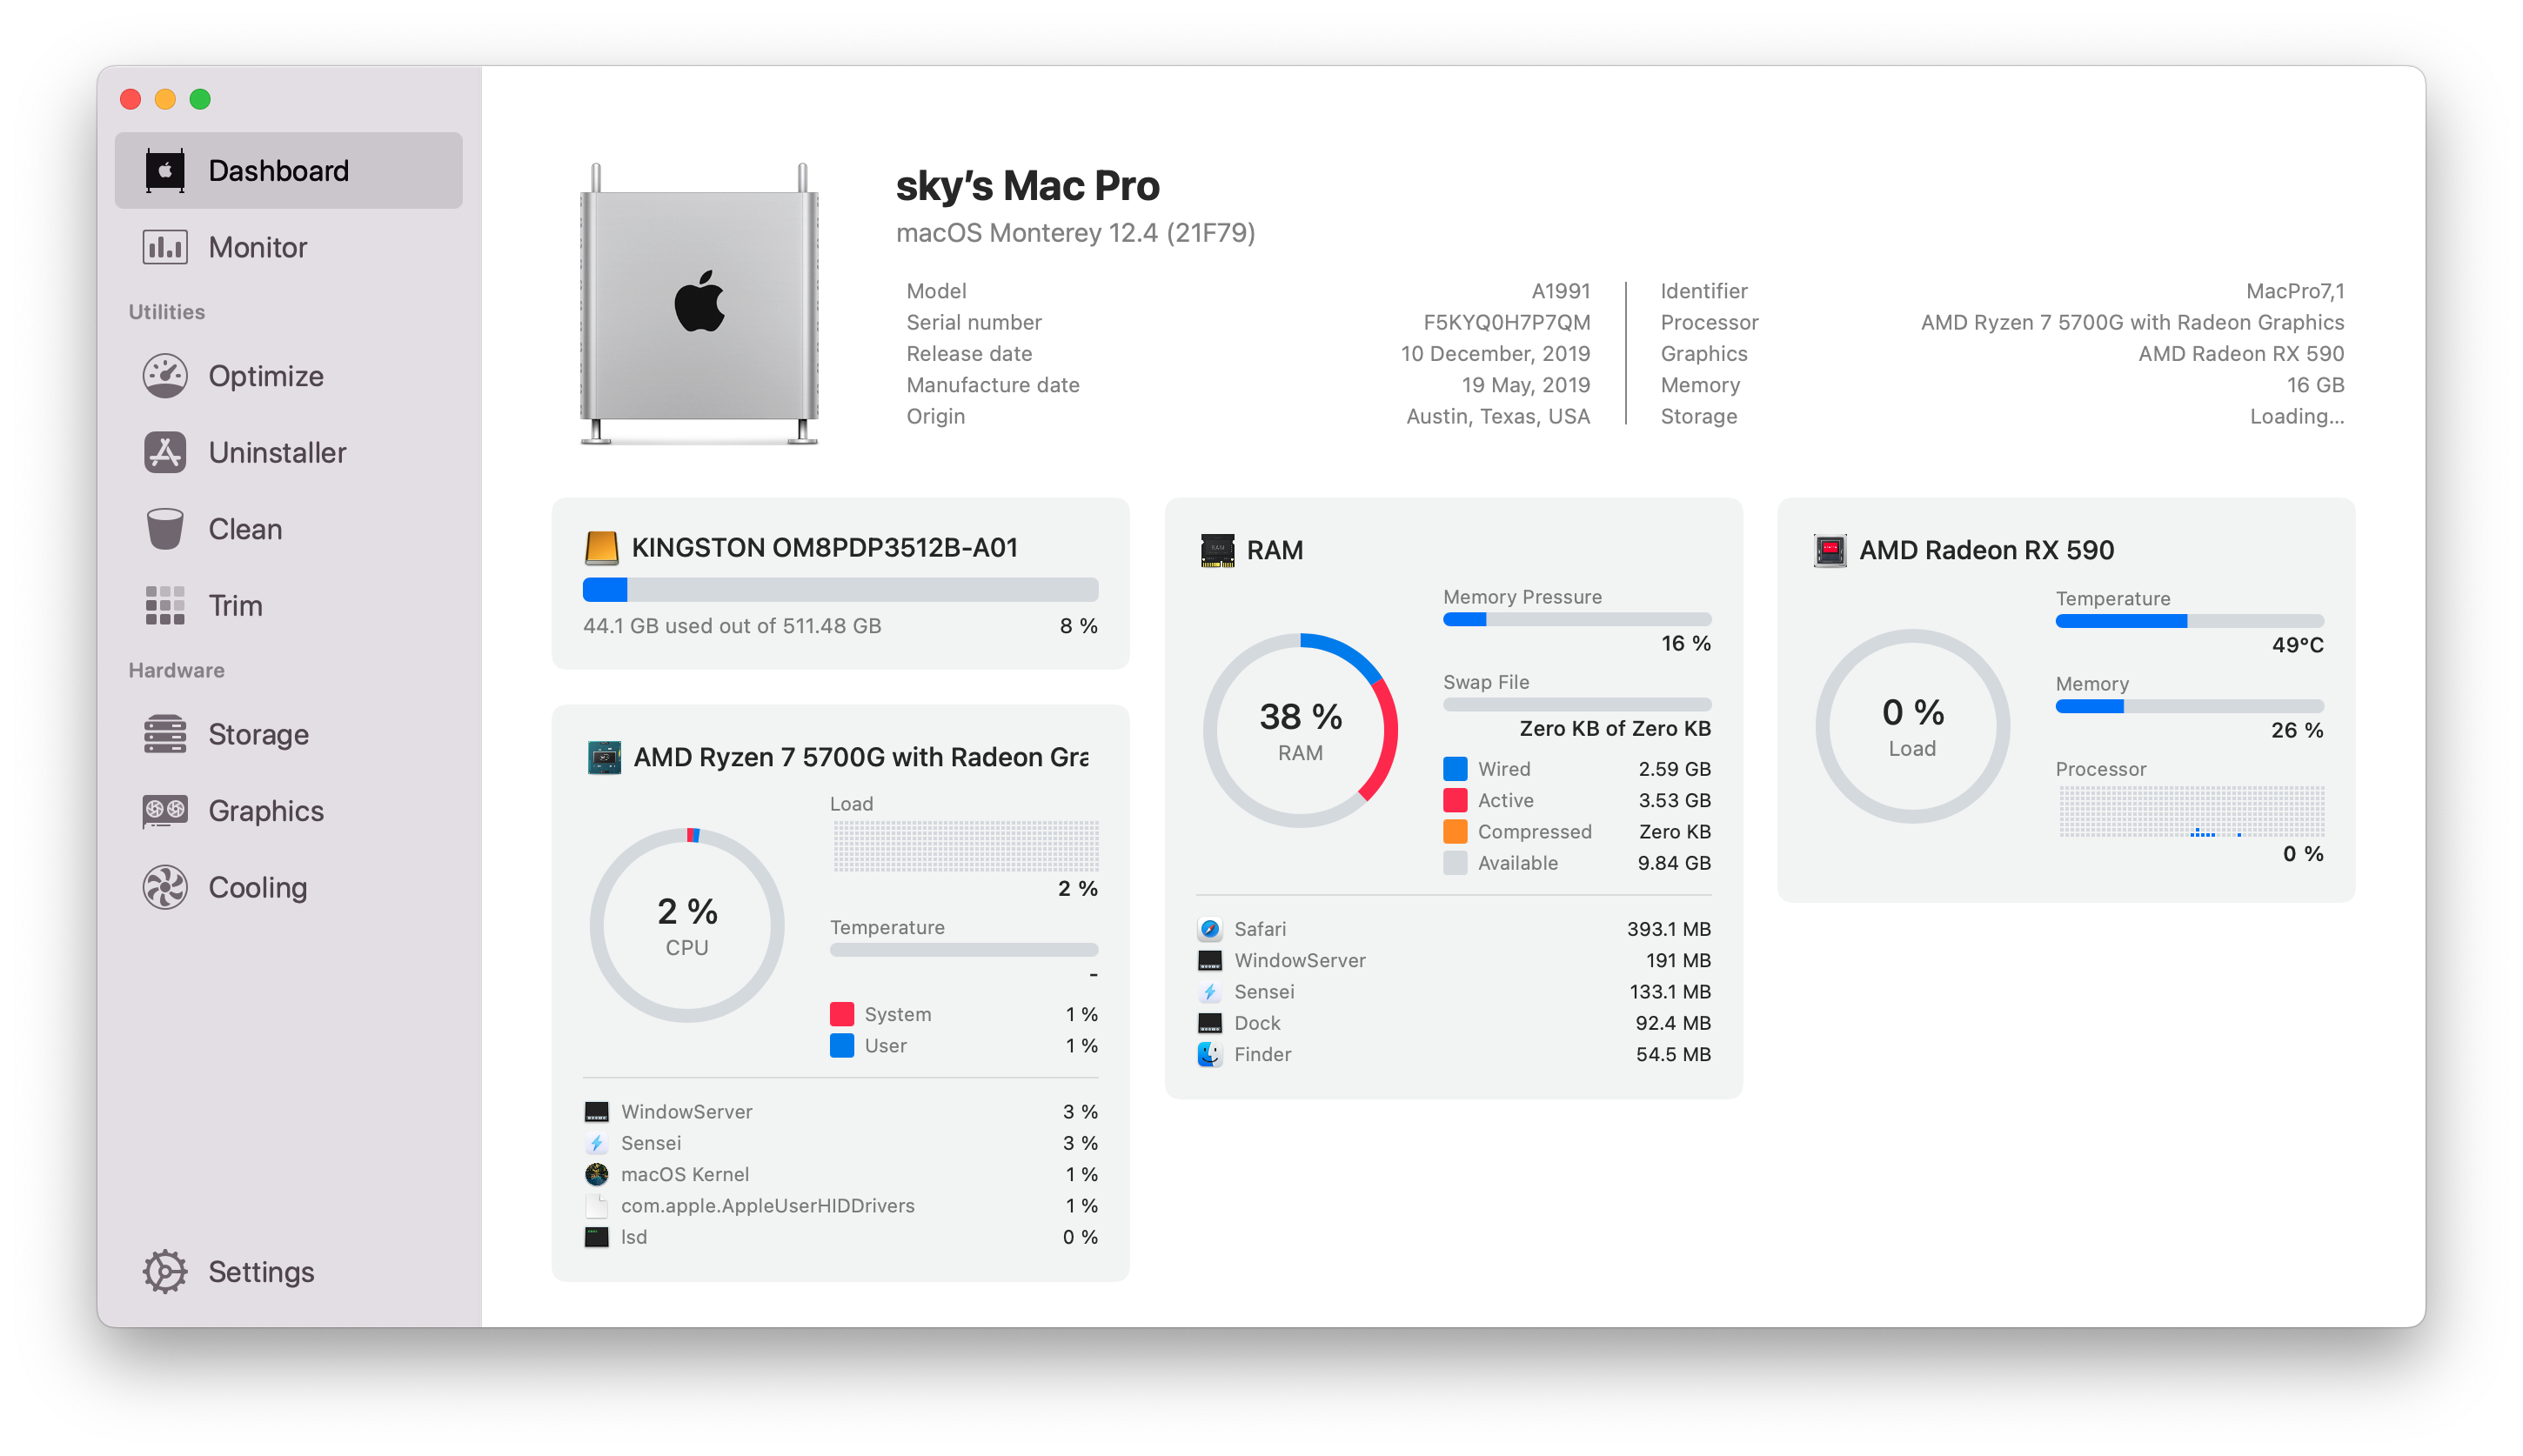 Dashboard
Monitor
Utilities
Optimize
Uninstaller
Clean
Trim
Hardware
Storage
Graphics
Cooling
Settings
sky's Mac Pro
macOS Monterey 12.4 (21F79)
Model A1991
Serial number F5KYQ0H7P7QM
Release date 10 December, 2019
Manufacture date 19 May, 2019
Origin Austin, Texas, USA
Identifier MacPro7,1
Processor AMD Ryzen 7 5700G with Radeon Graphics
Graphics AMD Radeon RX 590
Memory 16 GB
Storage Loading...
KINGSTON OM8PDP3512B-A01
44.1 GB used out of 511.48 GB 8 %
AMD Ryzen 7 5700G with Radeon Gra
2 %
CPU
Load
2 %
Temperature
-
System 1 %
User 1 %
WindowServer 3 %
Sensei 3 %
macOS Kernel 1 %
com.apple.AppleUserHIDDrivers 1 %
lsd 0 %
RAM
38 %
RAM
Memory Pressure
16 %
Swap File
Zero KB of Zero KB
Wired 2.59 GB
Active 3.53 GB
Compressed Zero KB
Available 9.84 GB
Safari 393.1 MB
WindowServer 191 MB
Sensei 133.1 MB
Dock 92.4 MB
Finder 54.5 MB
AMD Radeon RX 590
0 %
Load
Temperature
49°C
Memory
26 %
Processor
0 %